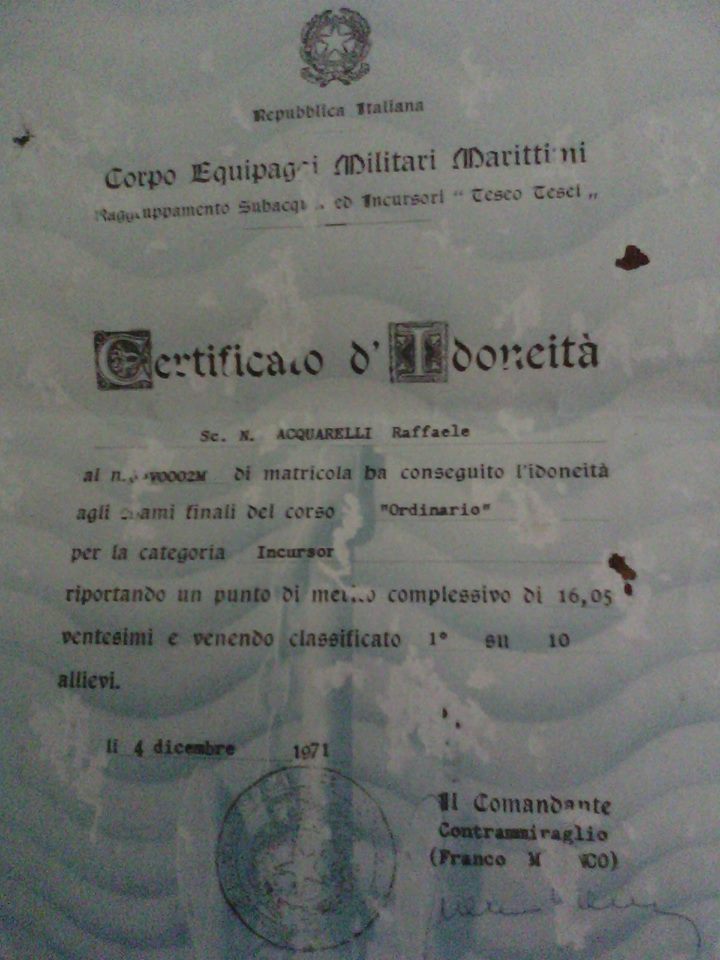 Repubblica Italiana
Corpo Equipaggi Militari Marittimi
Raggruppamento Subacquei ed Incursori "Teseo Tesei"
Certificato d'Idoneità
Sc. N. ACQUARELLI Raffaele
al di matricola ha conseguito l'idoneità
agli esami finali del corso "Ordinario"
per la categoria Incursor
riportando un punto di merito complessivo di 16,05
ventesimi e venendo classificato 1° su 10
allievi.
li 4 dicembre 1971
Il Comandante
Contrammiraglio
(Franco